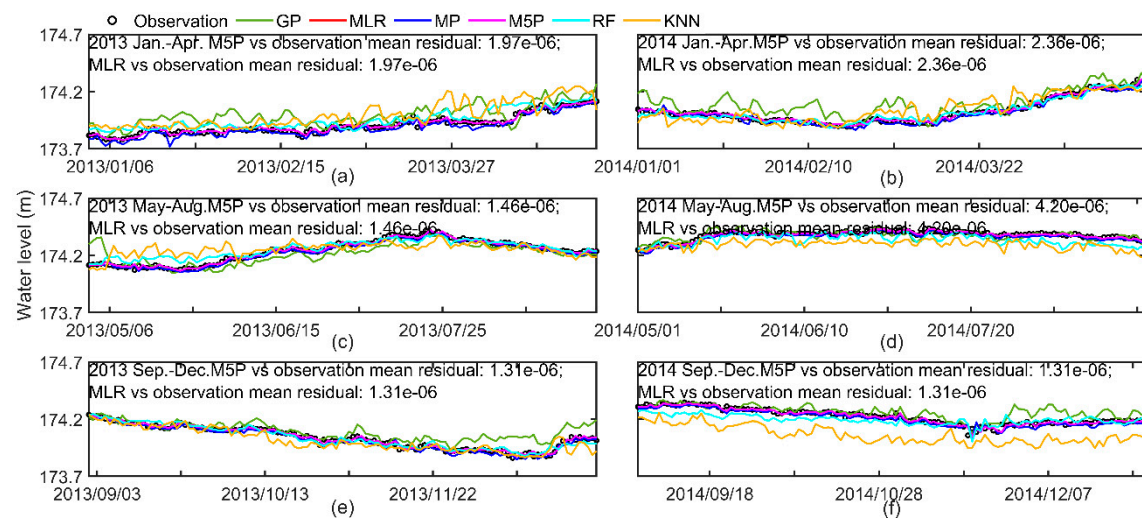 Observation GP MLR MP M5P RF KNN
174.7
174.2
173.7
2013 Jan.-Apr. M5P vs observation mean residual: 1.97e-06;
MLR vs observation mean residual: 1.97e-06
2013/01/06 2013/02/15 2013/03/27
(a)
2014 Jan.-Apr.M5P vs observation mean residual: 2.36e-06;
MLR vs observation mean residual: 2.36e-06
2014/01/01 2014/02/10 2014/03/22
(b)
Water level (m)
174.7
174.2
173.7
2013 May-Aug.M5P vs observation mean residual: 1.46e-06;
MLR vs observation mean residual: 1.46e-06
2013/05/06 2013/06/15 2013/07/25
(c)
2014 May-Aug.M5P vs observation mean residual: 4.20e-06;
MLR vs observation mean residual: 4.20e-06
2014/05/01 2014/06/10 2014/07/20
(d)
174.7
174.2
173.7
2013 Sep.-Dec.M5P vs observation mean residual: 1.31e-06;
MLR vs observation mean residual: 1.31e-06
2013/09/03 2013/10/13 2013/11/22
(e)
2014 Sep.-Dec.M5P vs observation mean residual: 1.31e-06;
MLR vs observation mean residual: 1.31e-06
2014/09/18 2014/10/28 2014/12/07
(f)